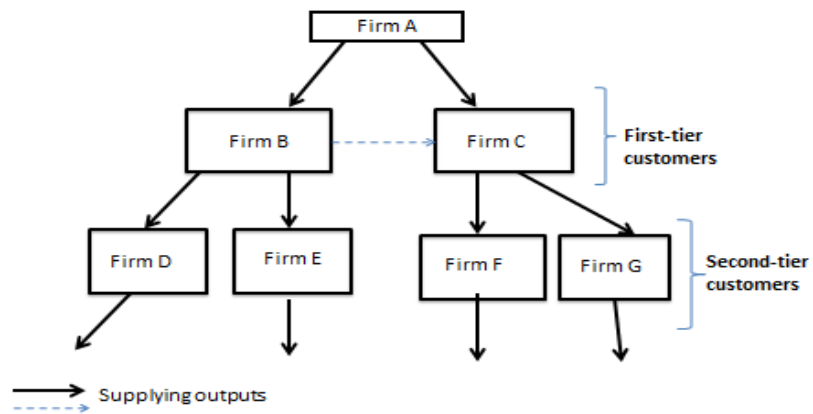 Firm A
Firm B
Firm C
First-tier
customers
Firm D
Firm E
Firm F
Firm G
Second-tier
customers
Supplying outputs